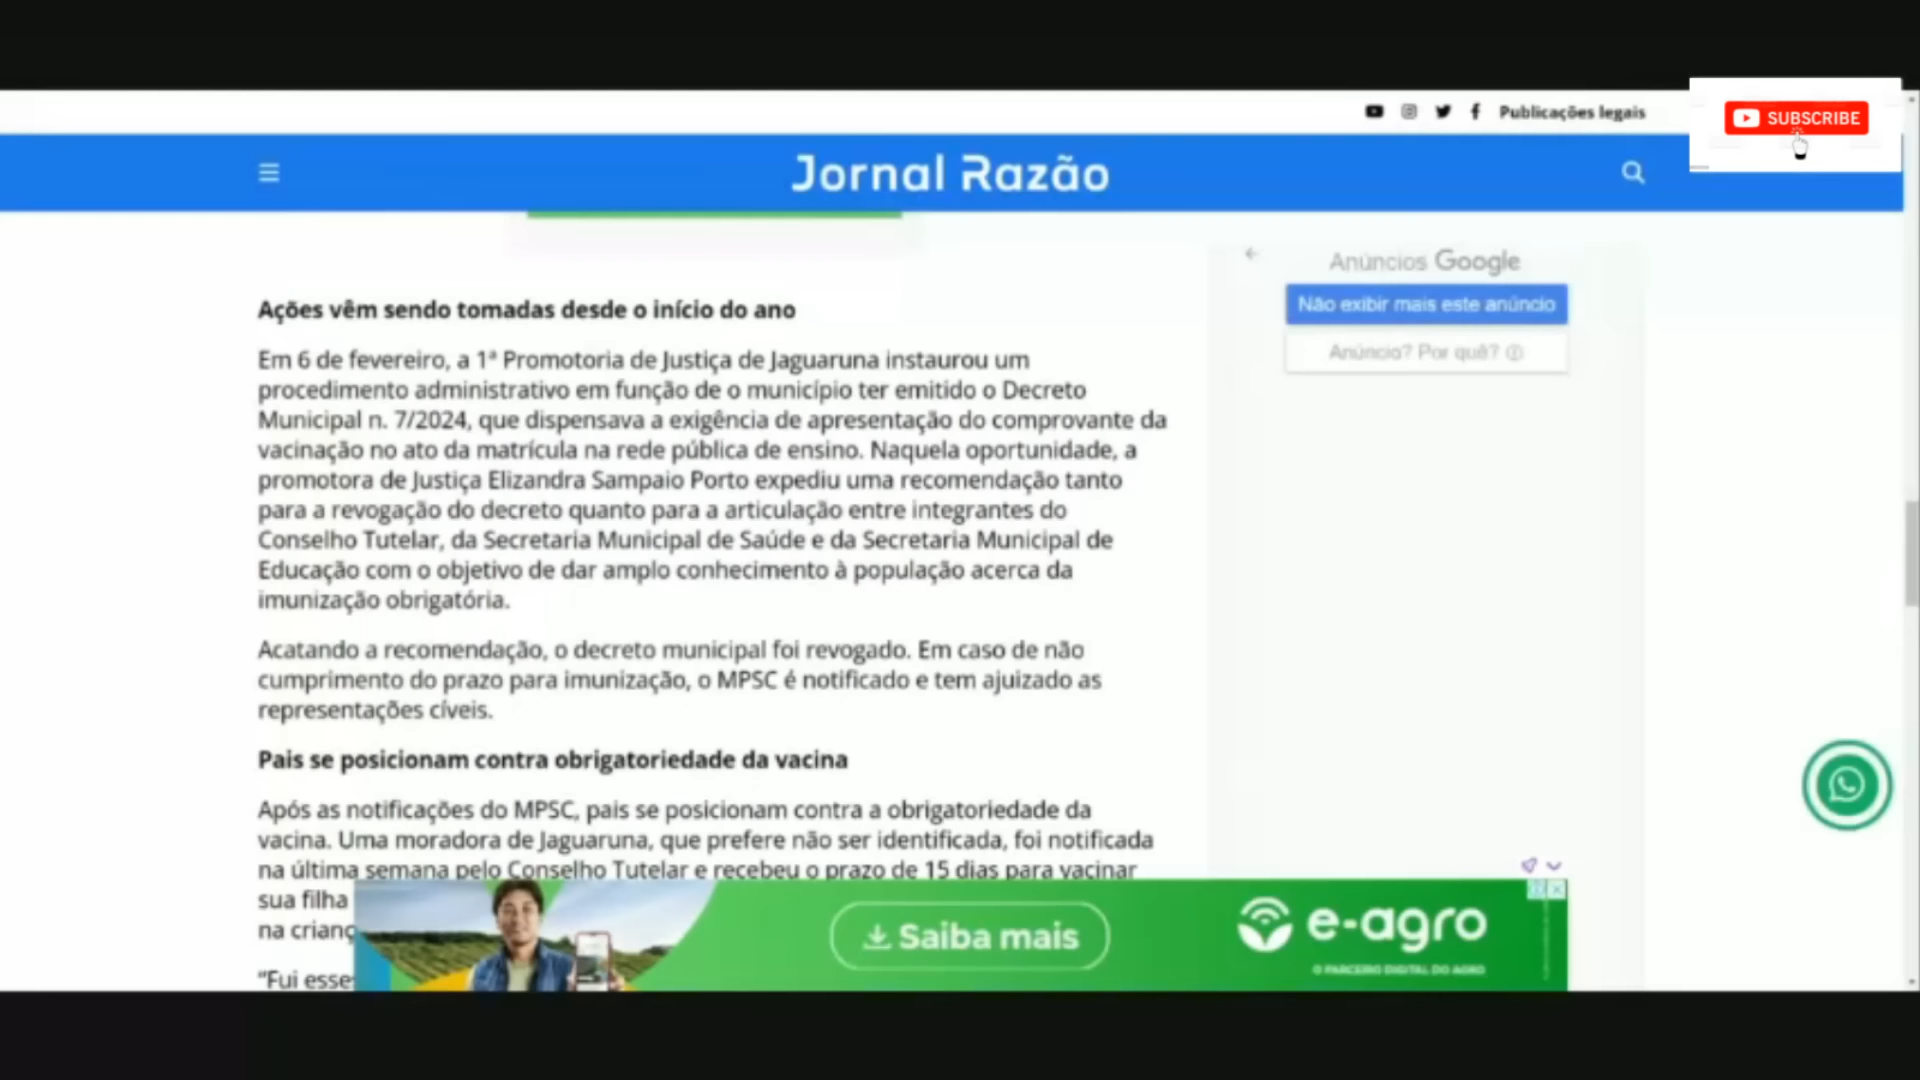 Publicações legais
SUBSCRIBE
Jornal Razão
Anúncios Google
Não exibir mais este anúncio
Anúncio? Por quê?
Ações vêm sendo tomadas desde o início do ano
Em 6 de fevereiro, a 1ª Promotoria de Justiça de Jaguaruna instaurou um
procedimento administrativo em função de o município ter emitido o Decreto
Municipal n. 7/2024, que dispensava a exigência de apresentação do comprovante da
vacinação no ato da matrícula na rede pública de ensino. Naquela oportunidade, a
promotora de Justiça Elizandra Sampaio Porto expediu uma recomendação tanto
para a revogação do decreto quanto para a articulação entre integrantes do
Conselho Tutelar, da Secretaria Municipal de Saúde e da Secretaria Municipal de
Educação com o objetivo de dar amplo conhecimento à população acerca da
imunização obrigatória.
Acatando a recomendação, o decreto municipal foi revogado. Em caso de não
cumprimento do prazo para imunização, o MPSC é notificado e tem ajuizado as
representações cíveis.
Pais se posicionam contra obrigatoriedade da vacina
Após as notificações do MPSC, pais se posicionam contra a obrigatoriedade da
vacina. Uma moradora de Jaguaruna, que prefere não ser identificada, foi notificada
na última semana pelo Conselho Tutelar e recebeu o prazo de 15 dias para vacinar
sua filha
na crianç
“Fui esse
Saiba mais
e-agro
O PARCEIRO DIGITAL DO AGRO